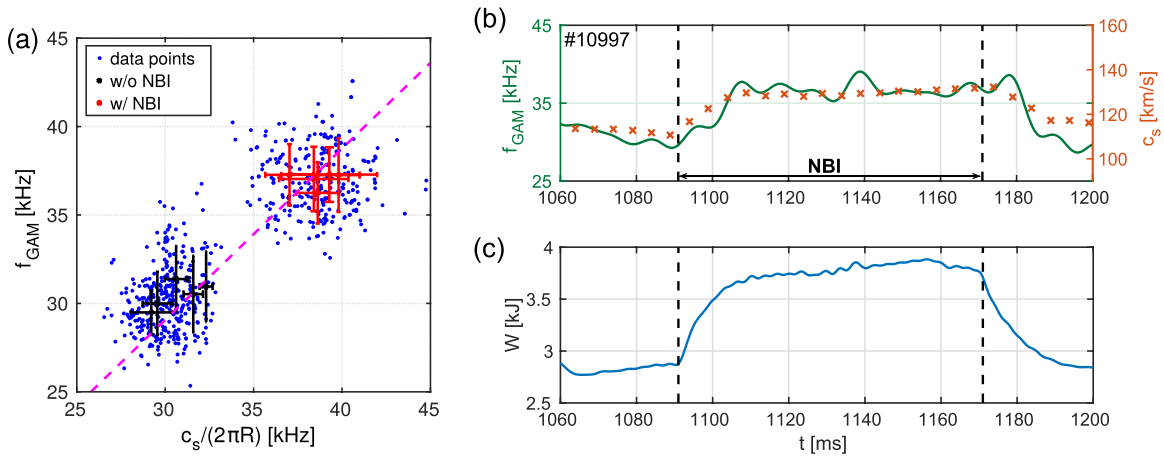 (a)
45
40
35
30
25
f_GAM [kHz]
data points
w/o NBI
w/ NBI
25 30 35 40 45
c_s/(2πR) [kHz]
(b)
#10997
45
35
25
f_GAM [kHz]
160
130
100
c_s [km/s]
NBI
1060 1080 1100 1120 1140 1160 1180 1200
(c)
4
3.5
3
2.5
W [kJ]
1060 1080 1100 1120 1140 1160 1180 1200
t [ms]